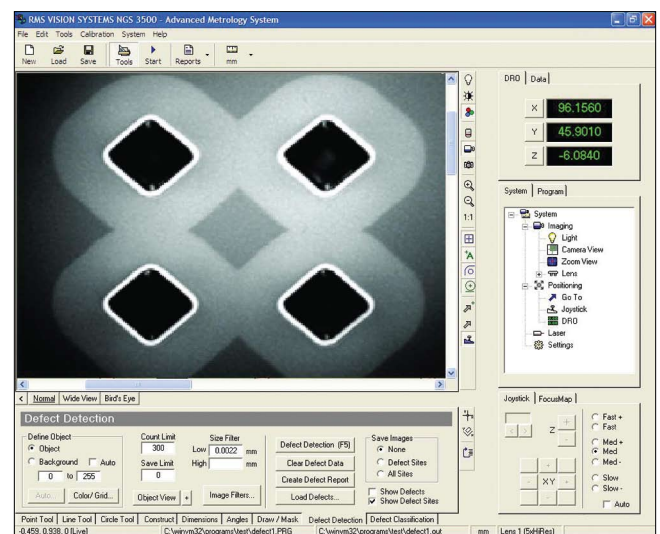 RMS VISION SYSTEMS NGS 3500 - Advanced Metrology System
File Edit Tools Calibration System Help
New Load Save Tools Start Reports mm
DRO Data
X 96.1560
Y 45.9010
Z -6.0840
1:1
System Program
System
Imaging
Light
Camera View
Zoom View
Lens
Positioning
Go To
Joystick
DRO
Laser
Settings
Normal Wide View Bird's Eye
Defect Detection
Define Object
Object
Background Auto
0 to 255
Auto Color/Grid...
Count Limit
300
Save Limit
0
Object View +
Size Filter
Low 0.0022 mm
High mm
Image Filters...
Defect Detection (F5)
Clear Defect Data
Create Defect Report
Load Defects...
Save Images
None
Defect Sites
All Sites
Show Defects
Show Defect Sites
Joystick FocusMap
Z + -
< >
+
- XY +
-
Fast +
Fast
Med +
Med
Med -
Slow
Slow -
Auto
Point Tool Line Tool Circle Tool Construct Dimensions Angles Draw / Mask Defect Detection Defect Classification
-0.459, 0.938, 0 [Live] C:\winvm32\programs\test\defect1.PRG C:\winvm32\programs\test\defect1.out mm Lens 1 (5xHiRes)